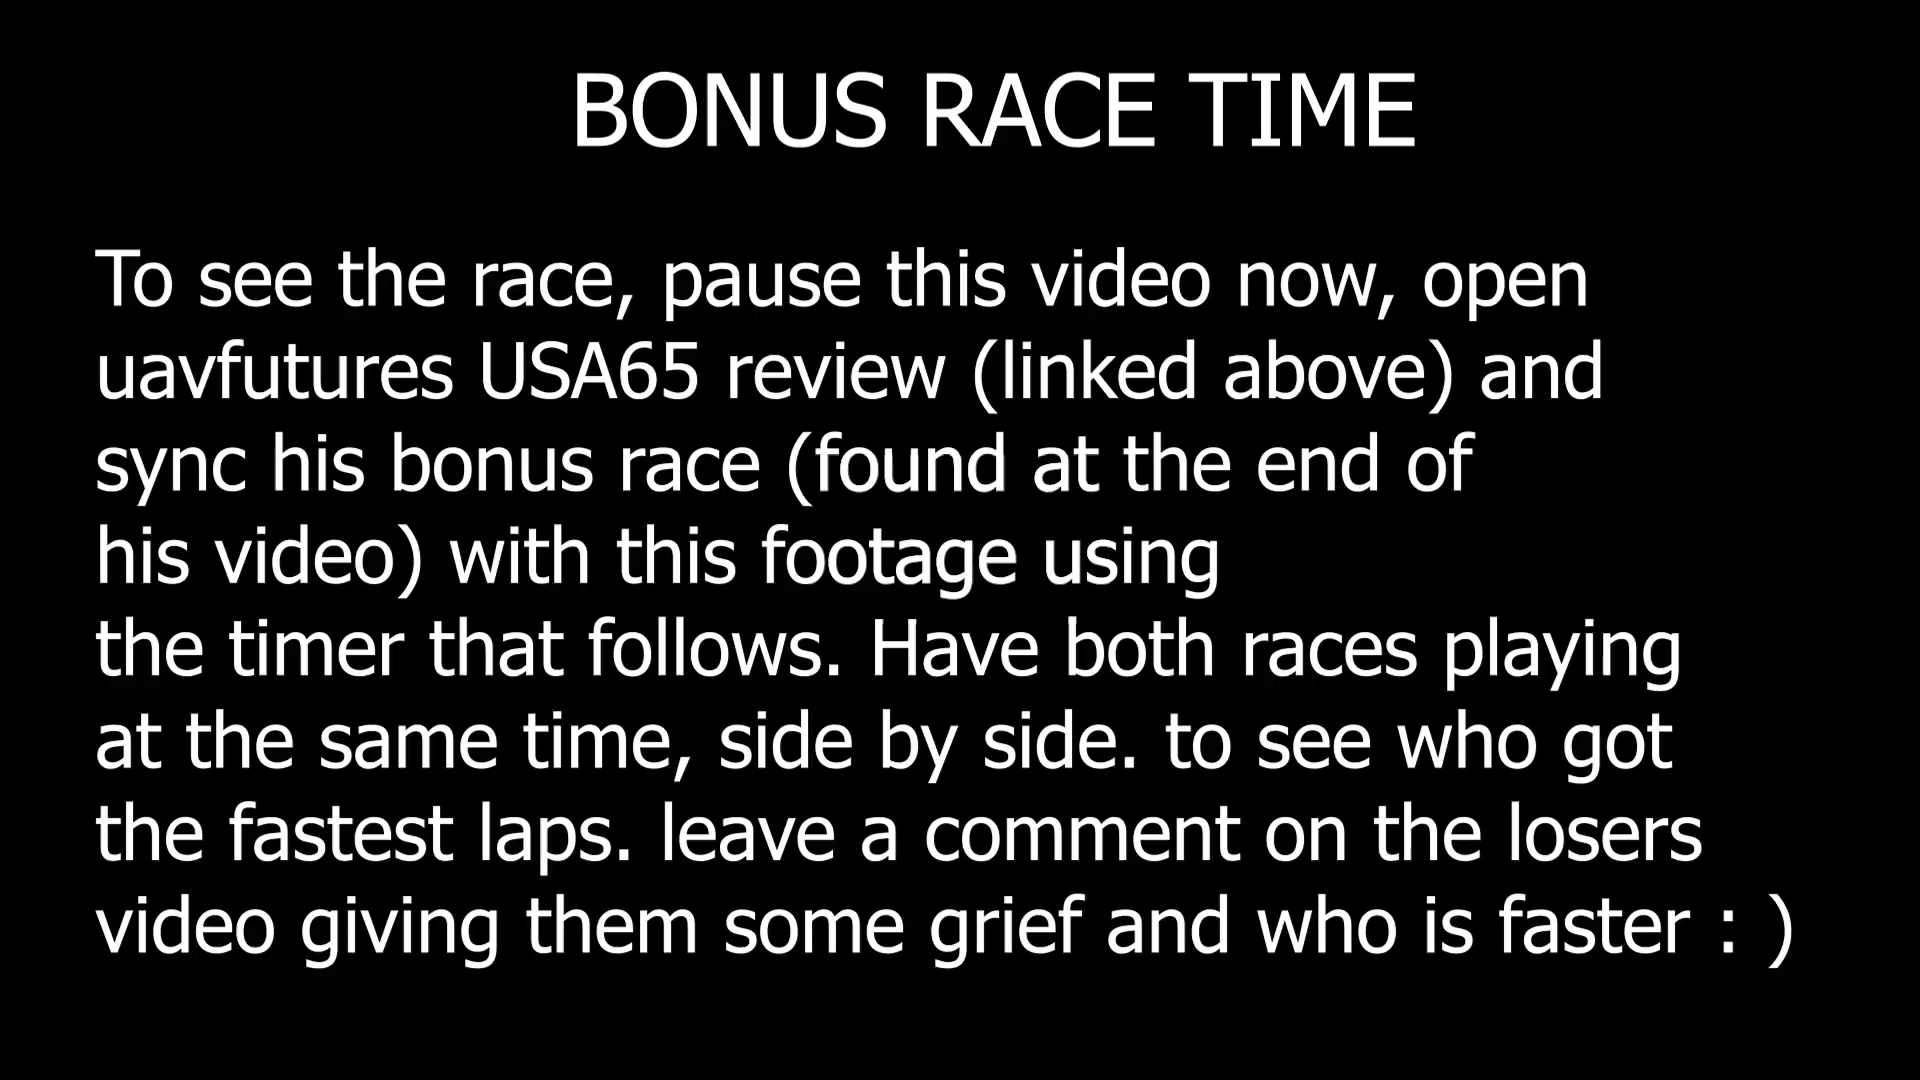 BONUS RACE TIME
To see the race, pause this video now, open
uavfutures USA65 review (linked above) and
sync his bonus race (found at the end of
his video) with this footage using
the timer that follows. Have both races playing
at the same time, side by side. to see who got
the fastest laps. leave a comment on the losers
video giving them some grief and who is faster : )